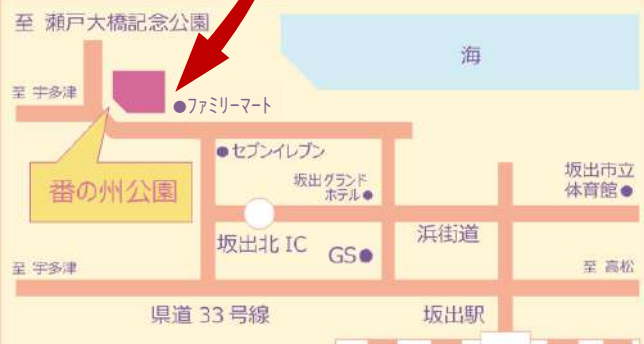 至 瀬戸大橋記念公園
海
至 宇多津
●ファミリーマート
●セブンイレブン
番の州公園
坂出グランド
ホテル●
坂出市立
体育館●
坂出北 IC
浜街道
GS●
至 宇多津
至 高松
県道 33 号線
坂出駅